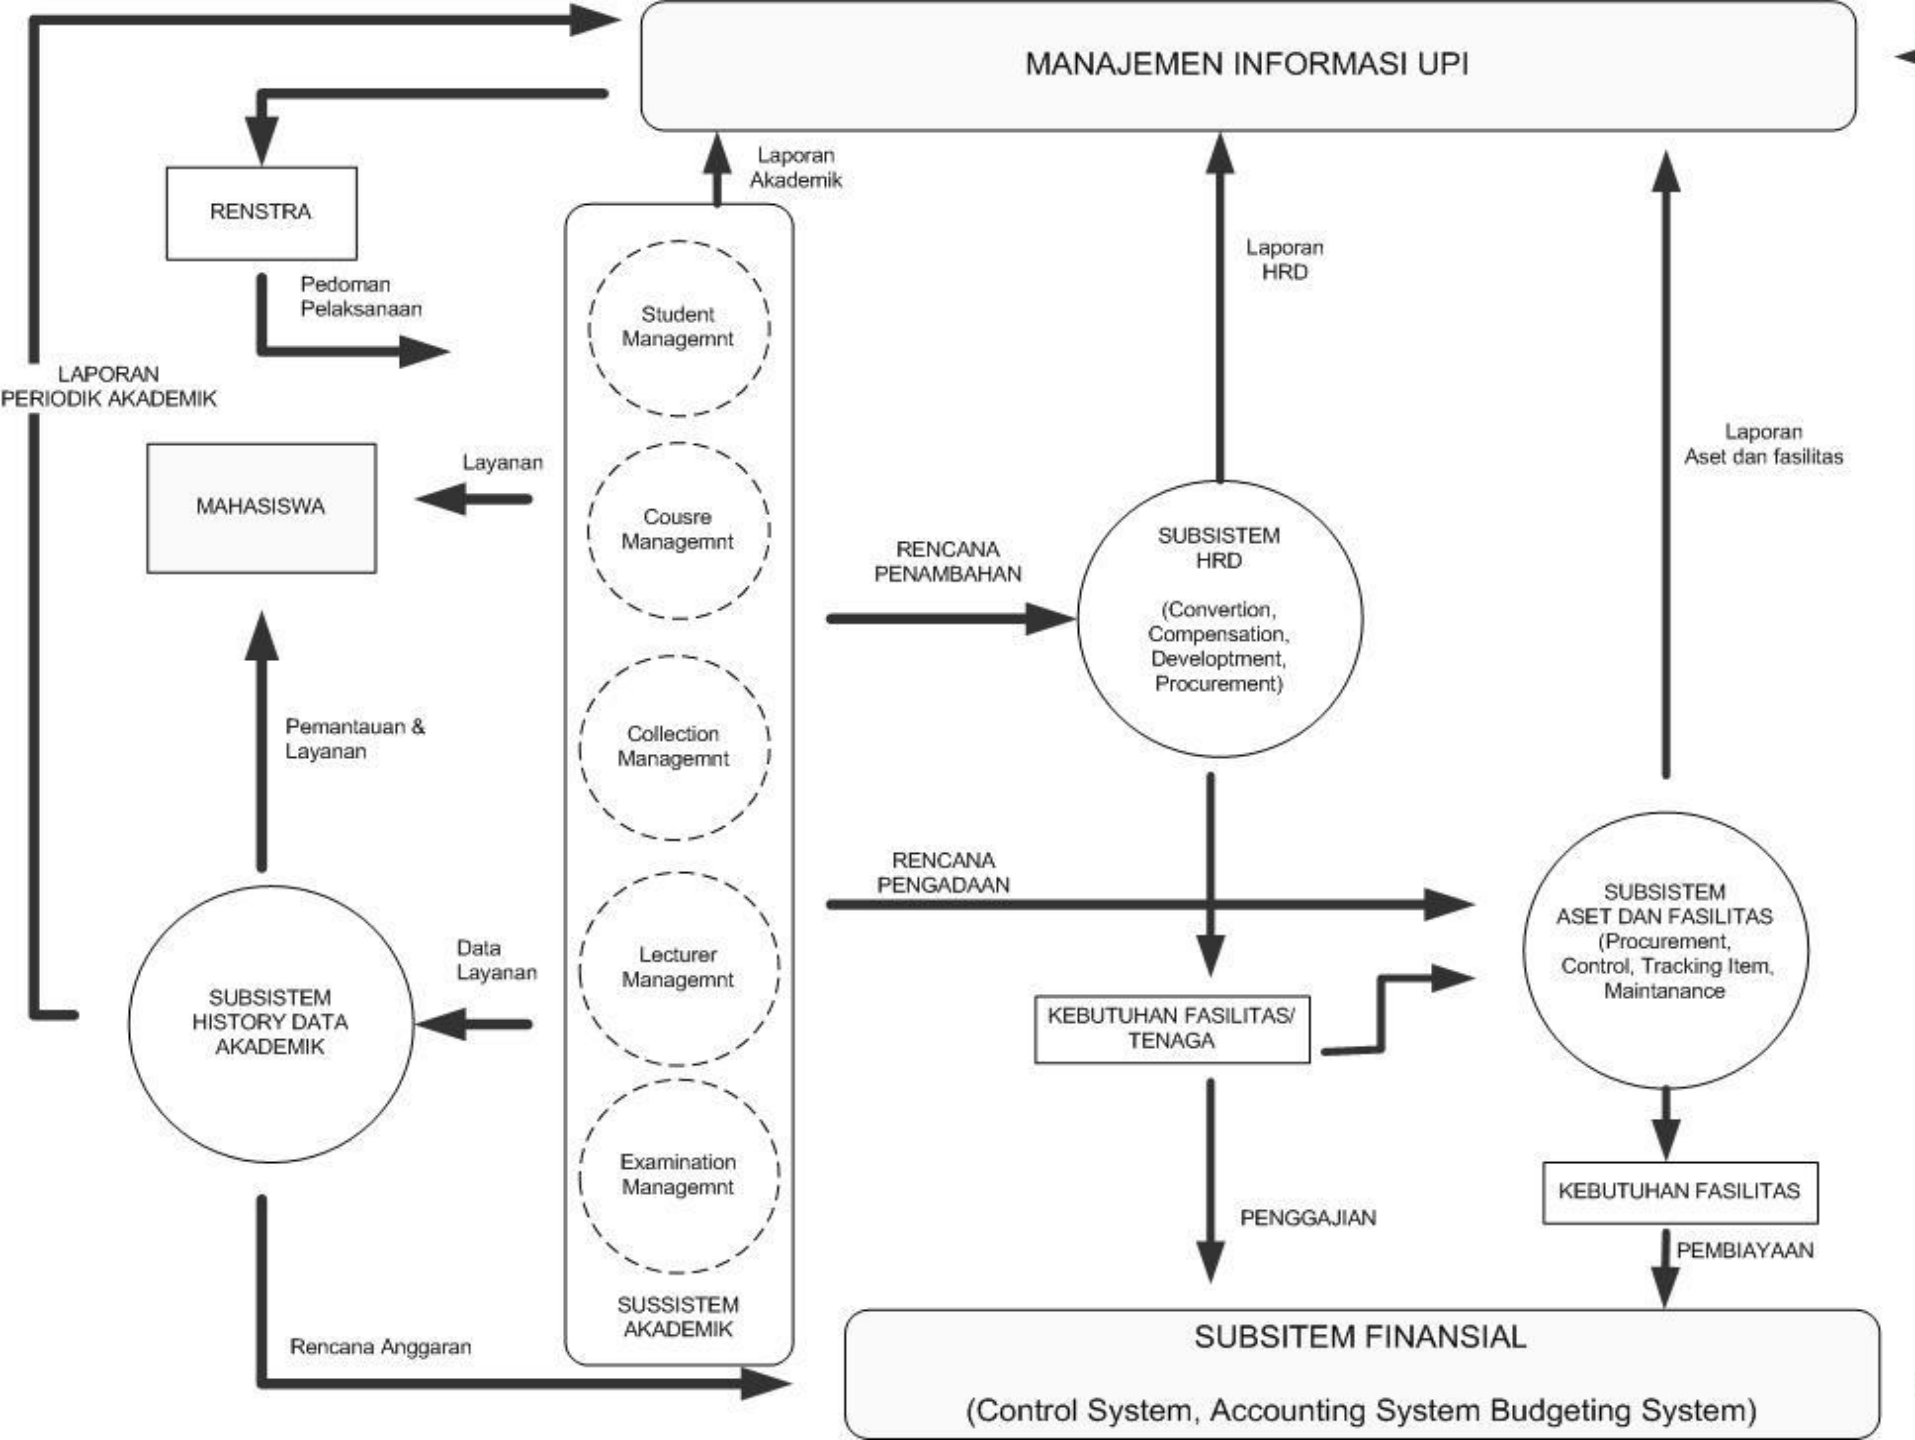 MANAJEMEN INFORMASI UPI
Laporan
Akademik
RENSTRA
Laporan
HRD
Pedoman
Pelaksanaan
Student
Managemnt
LAPORAN
PERIODIK AKADEMIK
Laporan
Aset dan fasilitas
Layanan
MAHASISWA
Cousre
Managemnt
RENCANA
PENAMBAHAN
SUBSISTEM
HRD
(Convertion,
Compensation,
Developtment,
Procurement)
Pemantauan &
Layanan
Collection
Managemnt
RENCANA
PENGADAAN
SUBSISTEM
ASET DAN FASILITAS
(Procurement,
Control, Tracking Item,
Maintanance
Data
Layanan
Lecturer
Managemnt
SUBSISTEM
HISTORY DATA
AKADEMIK
KEBUTUHAN FASILITAS/
TENAGA
Examination
Managemnt
KEBUTUHAN FASILITAS
PENGGAJIAN
PEMBIAYAAN
SUSSISTEM
AKADEMIK
Rencana Anggaran
SUBSITEM FINANSIAL
(Control System, Accounting System Budgeting System)